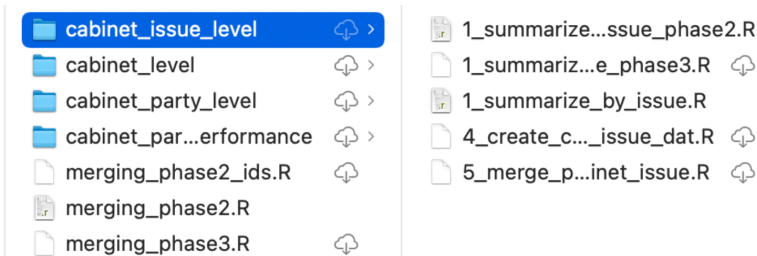 cabinet_issue_level
cabinet_level
cabinet_party_level
cabinet_par...erformance
merging_phase2_ids.R
merging_phase2.R
merging_phase3.R
1_summarize...ssue_phase2.R
1_summariz...e_phase3.R
1_summarize_by_issue.R
4_create_c..._issue_dat.R
5_merge_p...inet_issue.R